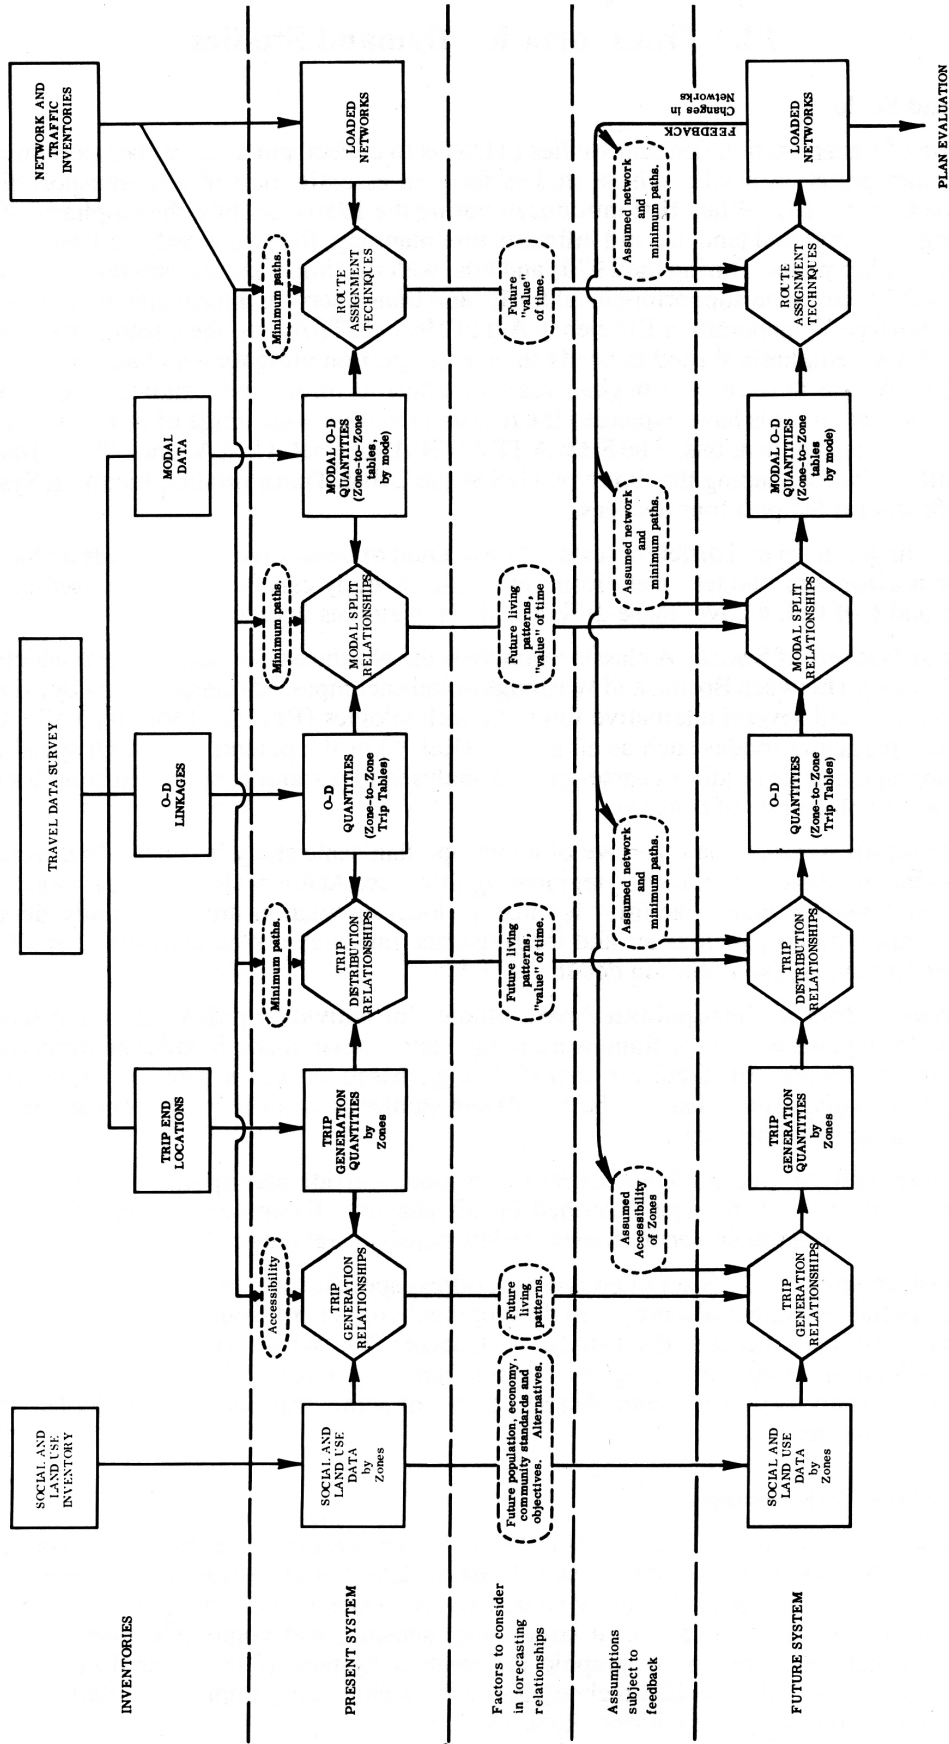 INVENTORIES
SOCIAL AND
LAND USE
INVENTORY
TRAVEL DATA SURVEY
TRIP END
LOCATIONS
O-D
LINKAGES
MODAL
DATA
NETWORK AND
TRAFFIC
INVENTORIES
PRESENT SYSTEM
Accessibility
Minimum paths.
Minimum paths.
Minimum paths.
SOCIAL AND
LAND USE
DATA
by
Zones
TRIP
GENERATION
RELATIONSHIPS
TRIP
GENERATION
QUANTITIES
by
Zones
TRIP
DISTRIBUTION
RELATIONSHIPS
O-D
QUANTITIES
(Zone-to-Zone
Trip Tables)
MODAL SPLIT
RELATIONSHIPS
MODAL O-D
QUANTITIES
(Zone-to-Zone
tables,
by mode)
ROUTE
ASSIGNMENT
TECHNIQUES
LOADED
NETWORKS
Factors to consider
in forecasting
relationships
Future population, economy,
community standards and
objectives. Alternatives.
Future
living
patterns.
Future living
patterns,
"value" of time.
Future living
patterns,
"value" of time
Future
"value"
of time.
Assumptions
subject to
feedback
Assumed
Accessibility
of Zones
Assumed network
and
minimum paths.
Assumed network
and
minimum paths.
Assumed network
and
minimum paths.
FEEDBACK
Changes in
Networks
FUTURE SYSTEM
SOCIAL AND
LAND USE
DATA
by
Zones
TRIP
GENERATION
RELATIONSHIPS
TRIP
GENERATION
QUANTITIES
by
Zones
TRIP
DISTRIBUTION
RELATIONSHIPS
O-D
QUANTITIES
(Zone-to-Zone
Trip Tables)
MODAL SPLIT
RELATIONSHIPS
MODAL O-D
QUANTITIES
(Zone-to-Zone
tables
by mode)
ROUTE
ASSIGNMENT
TECHNIQUES
LOADED
NETWORKS
PLAN EVALUATION